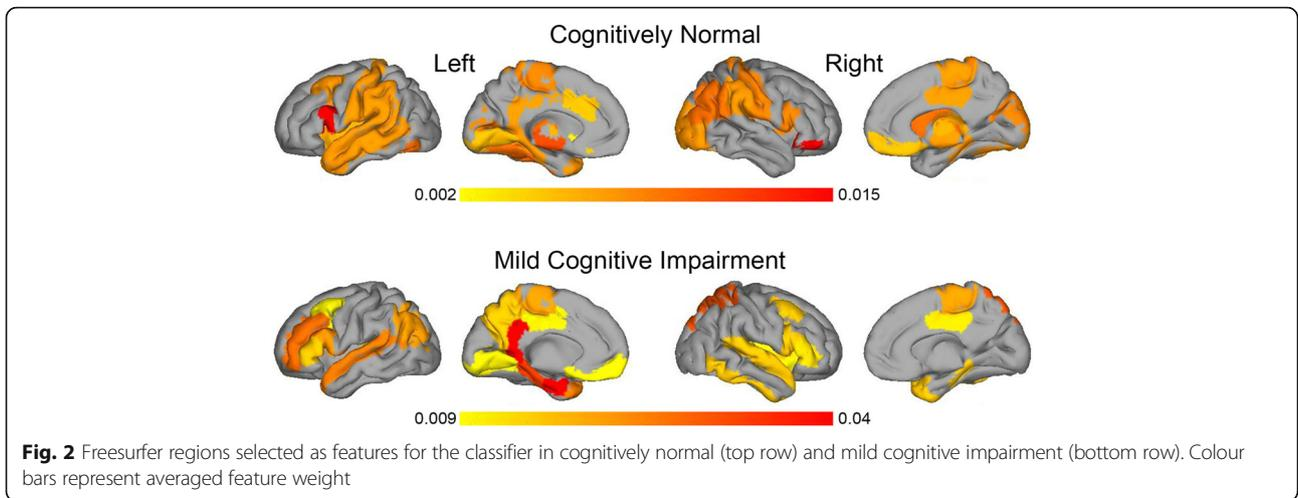 Cognitively Normal
Left
Right
0.002
0.015
Mild Cognitive Impairment
0.009
0.04
Fig. 2 Freesurfer regions selected as features for the classifier in cognitively normal (top row) and mild cognitive impairment (bottom row). Colour
bars represent averaged feature weight